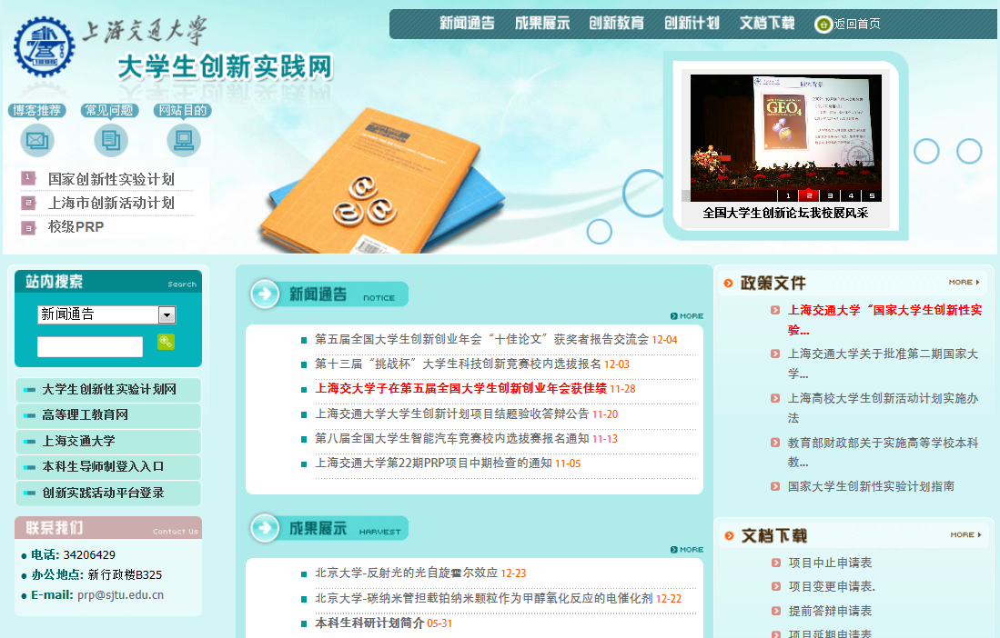 上海交通大学
大学生创新实践网
新闻通告 成果展示 创新教育 创新计划 文档下载 返回首页
博客推荐 常见问题 网站目的
1 国家创新性实验计划
2 上海市创新活动计划
3 校级PRP
GEO4
1 2 3 4 5
全国大学生创新论坛我校展风采
站内搜索 Search
新闻通告
大学生创新性实验计划网
高等理工教育网
上海交通大学
本科生导师制登入入口
创新实践活动平台登录
联系我们 Contact Us
电话: 34206429
办公地点: 新行政楼B325
E-mail: prp@sjtu.edu.cn
新闻通告 NOTICE
MORE
第五届全国大学生创新创业年会“十佳论文”获奖者报告交流会 12-04
第十三届“挑战杯”大学生科技创新竞赛校内选拔报名 12-03
上海交大学子在第五届全国大学生创新创业年会获佳绩 11-28
上海交通大学大学生创新计划项目结题验收答辩公告 11-20
第八届全国大学生智能汽车竞赛校内选拔赛报名通知 11-13
上海交通大学第22期PRP项目中期检查的通知 11-05
成果展示 HARVEST
MORE
北京大学-反射光的光自旋霍尔效应 12-23
北京大学-碳纳米管担载铂纳米颗粒作为甲醇氧化反应的电催化剂 12-22
本科生科研计划简介 05-31
政策文件 MORE
上海交通大学“国家大学生创新性实
验...
上海交通大学关于批准第二期国家大
学...
上海高校大学生创新活动计划实施办
法
教育部财政部关于实施高等学校本科
教...
国家大学生创新性实验计划指南
文档下载 MORE
项目中止申请表
项目变更申请表.
提前答辩申请表
项目延期申请表